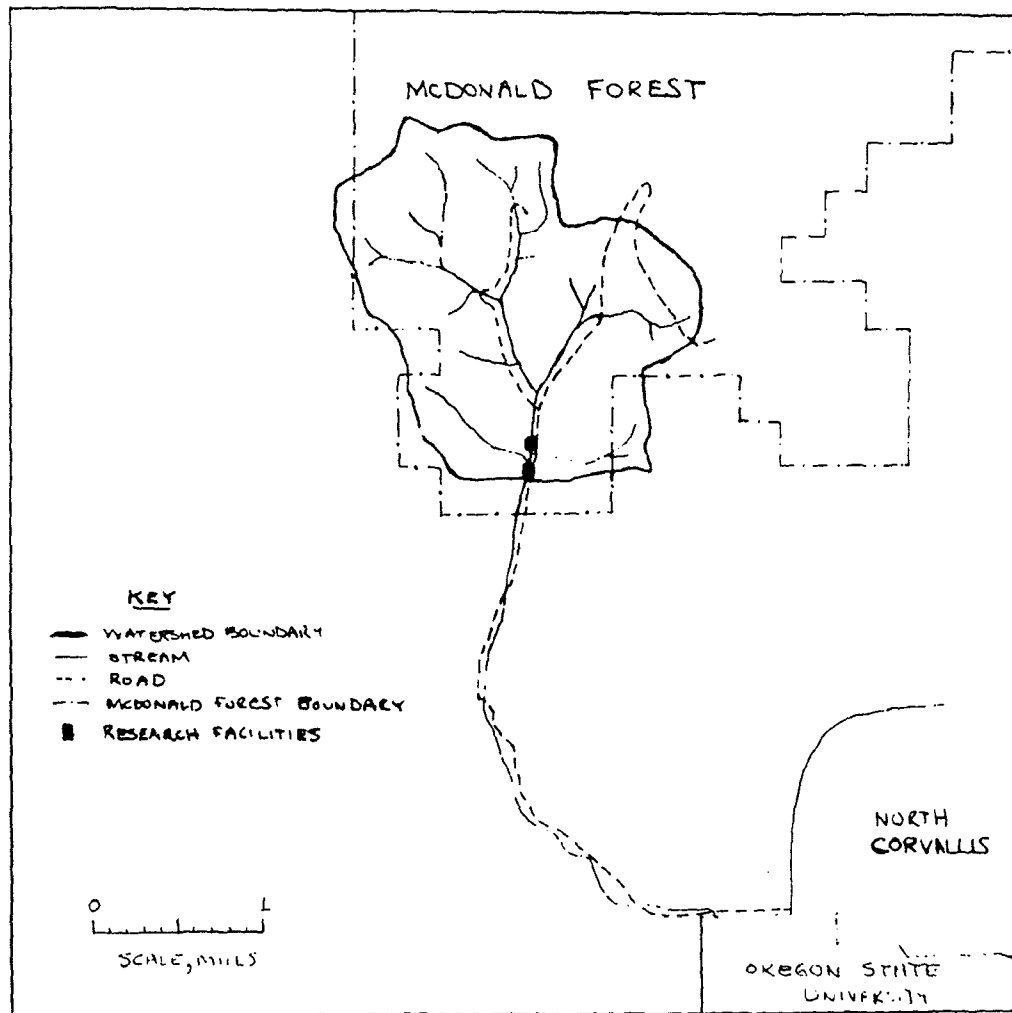 McDONALD FOREST
KEY
WATERSHED BOUNDARY
STREAM
ROAD
McDONALD FOREST BOUNDARY
RESEARCH FACILITIES
NORTH
CORVALLIS
0 1
SCALE, MILES
OREGON STATE
UNIVERSITY